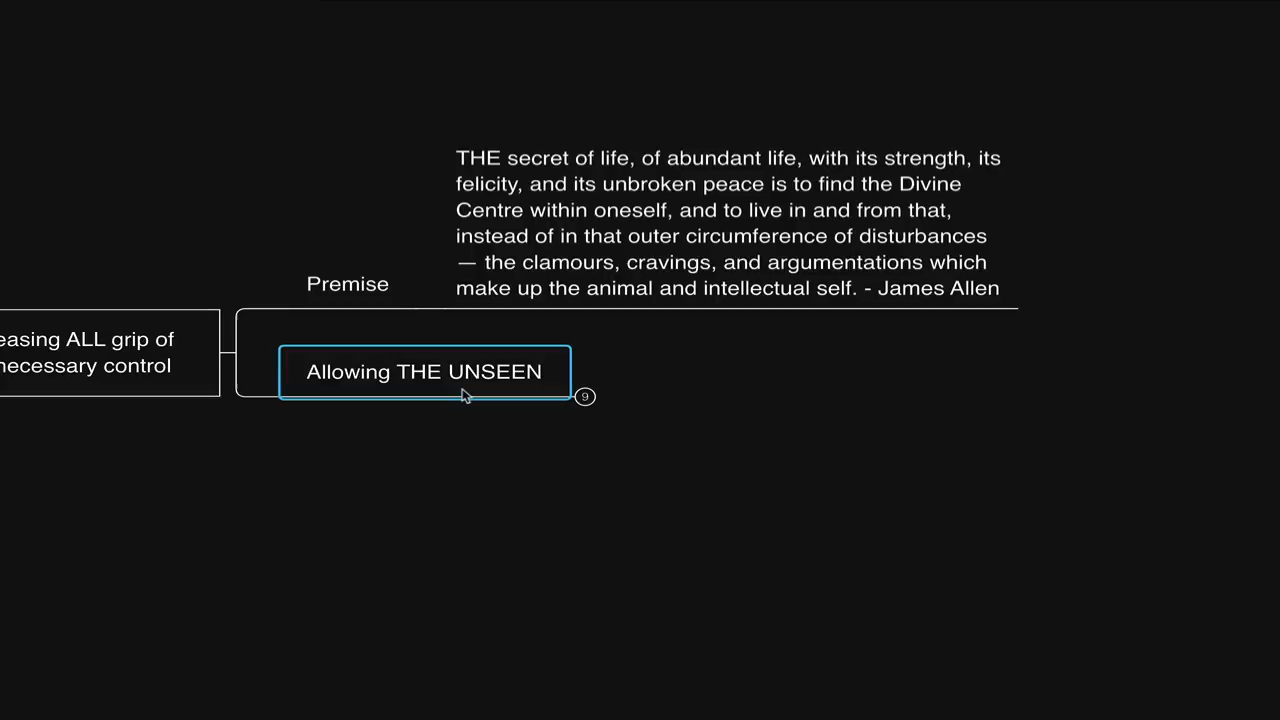 THE secret of life, of abundant life, with its strength, its
felicity, and its unbroken peace is to find the Divine
Centre within oneself, and to live in and from that,
instead of in that outer circumference of disturbances
— the clamours, cravings, and argumentations which
make up the animal and intellectual self. - James Allen
Premise
easing ALL grip of
necessary control
Allowing THE UNSEEN
9